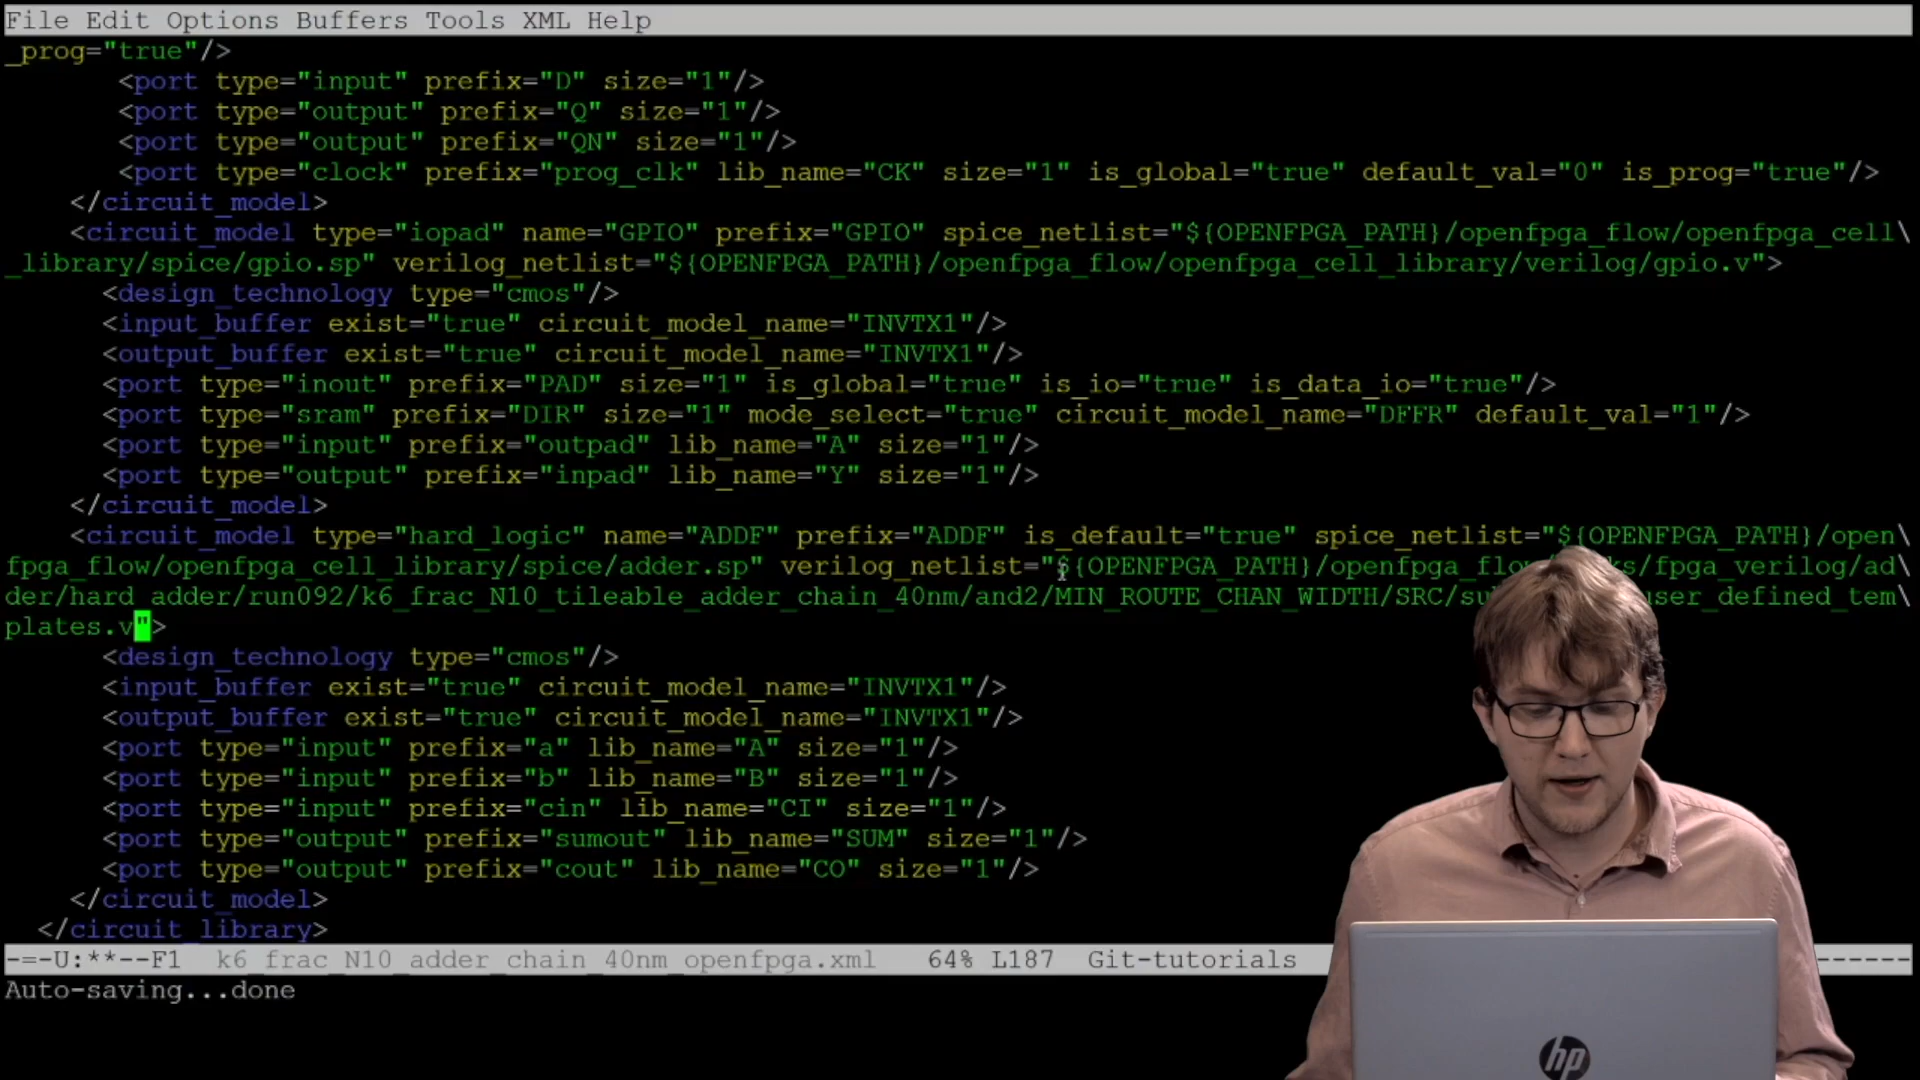 File Edit Options Buffers Tools XML Help
_prog="true"/>
<port type="input" prefix="D" size="1"/>
<port type="output" prefix="Q" size="1"/>
<port type="output" prefix="QN" size="1"/>
<port type="clock" prefix="prog_clk" lib_name="CK" size="1" is_global="true" default_val="0" is_prog="true"/>
</circuit_model>
<circuit_model type="iopad" name="GPIO" prefix="GPIO" spice_netlist="${OPENFPGA_PATH}/openfpga_flow/openfpga_cell\
_library/spice/gpio.sp" verilog_netlist="${OPENFPGA_PATH}/openfpga_flow/openfpga_cell_library/verilog/gpio.v">
<design_technology type="cmos"/>
<input_buffer exist="true" circuit_model_name="INVTX1"/>
<output_buffer exist="true" circuit_model_name="INVTX1"/>
<port type="inout" prefix="PAD" size="1" is_global="true" is_io="true" is_data_io="true"/>
<port type="sram" prefix="DIR" size="1" mode_select="true" circuit_model_name="DFFR" default_val="1"/>
<port type="input" prefix="outpad" lib_name="A" size="1"/>
<port type="output" prefix="inpad" lib_name="Y" size="1"/>
</circuit_model>
<circuit_model type="hard_logic" name="ADDF" prefix="ADDF" is_default="true" spice_netlist="${OPENFPGA_PATH}/open\
fpga_flow/openfpga_cell_library/spice/adder.sp" verilog_netlist="${OPENFPGA_PATH}/openfpga_flow ks/fpga_verilog/ad\
der/hard_adder/run092/k6_frac_N10_tileable_adder_chain_40nm/and2/MIN_ROUTE_CHAN_WIDTH/SRC/su user_defined_tem\
plates.v">
<design_technology type="cmos"/>
<input_buffer exist="true" circuit_model_name="INVTX1"/>
<output_buffer exist="true" circuit_model_name="INVTX1"/>
<port type="input" prefix="a" lib_name="A" size="1"/>
<port type="input" prefix="b" lib_name="B" size="1"/>
<port type="input" prefix="cin" lib_name="CI" size="1"/>
<port type="output" prefix="sumout" lib_name="SUM" size="1"/>
<port type="output" prefix="cout" lib_name="CO" size="1"/>
</circuit_model>
</circuit_library>
-=-U:**--F1 k6_frac_N10_adder_chain_40nm_openfpga.xml 64% L187 Git-tutorials ------
Auto-saving...done
hp